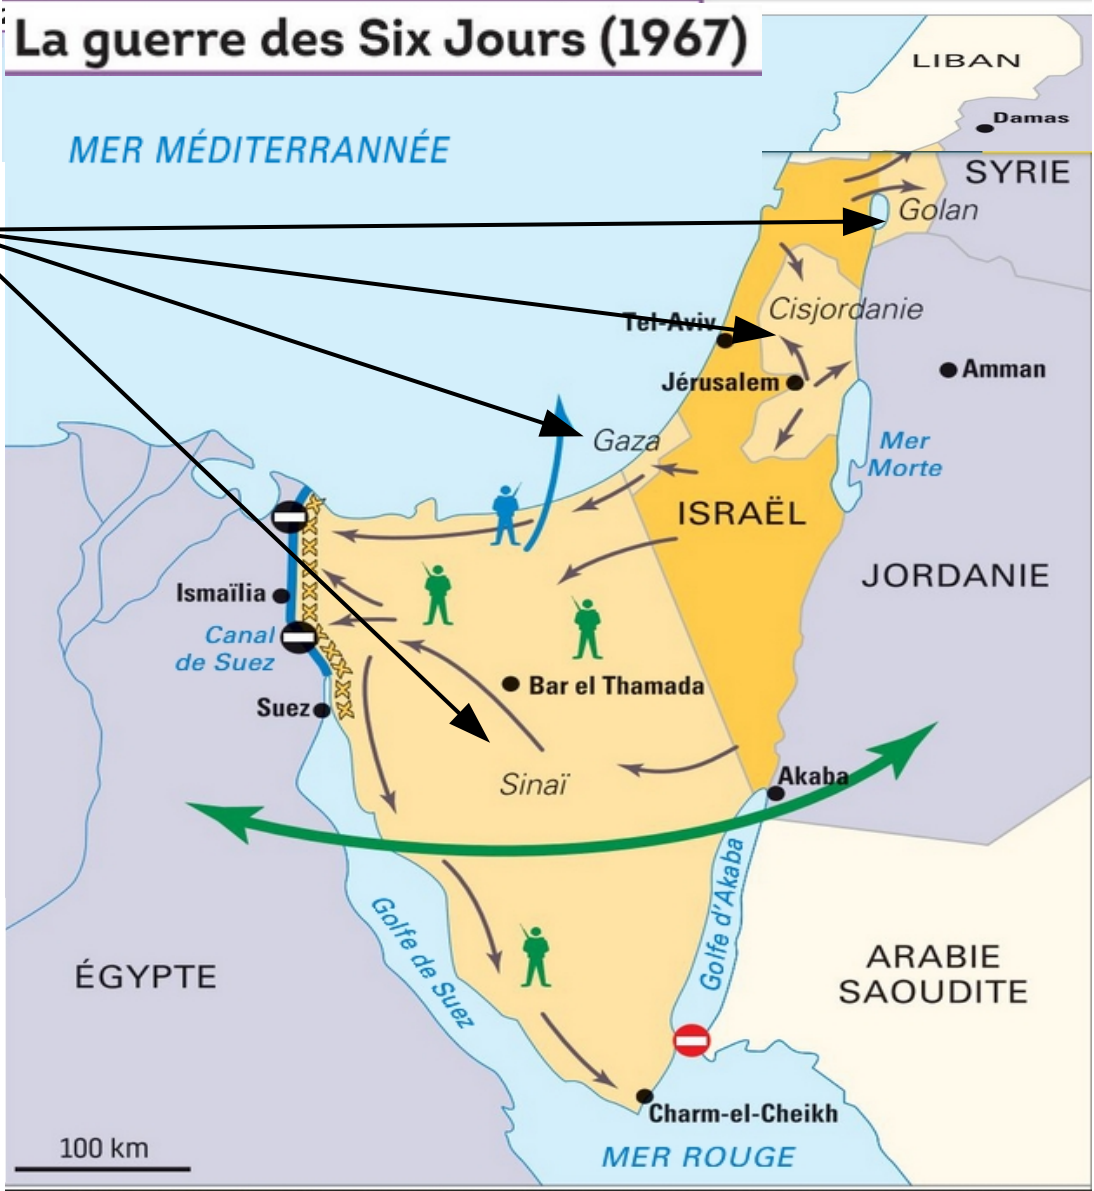 La guerre des Six Jours (1967)
LIBAN
Damas
MER MÉDITERRANNÉE
SYRIE
Golan
Cisjordanie
Tel-Aviv
Amman
Jérusalem
Gaza
Mer
Morte
ISRAËL
JORDANIE
Ismaïlia
Canal
de Suez
Bar el Thamada
Suez
Sinaï
Akaba
Golfe d'Akaba
Golfe de Suez
ÉGYPTE
ARABIE
SAOUDITE
Charm-el-Cheikh
100 km
MER ROUGE